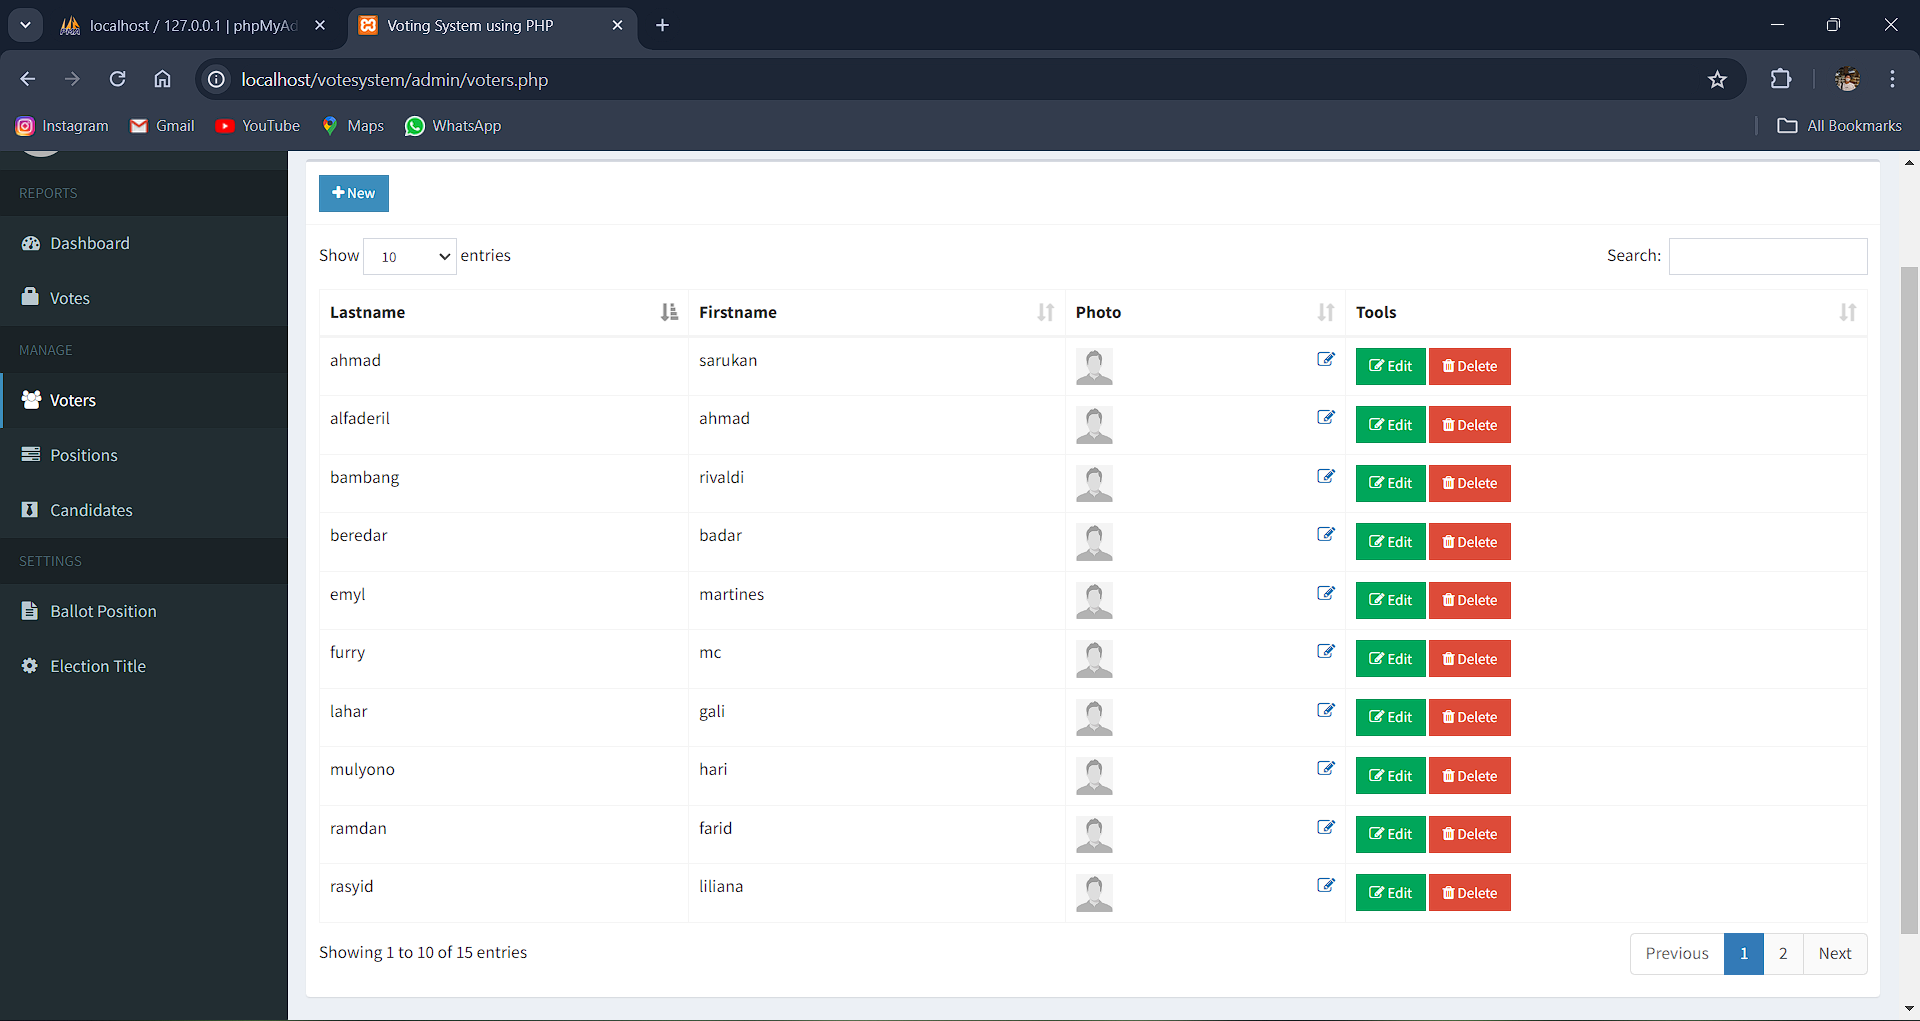 localhost / 127.0.0.1 | phpMyAd
Voting System using PHP
localhost/votesystem/admin/voters.php
Instagram Gmail YouTube Maps WhatsApp All Bookmarks
REPORTS
Dashboard
Votes
MANAGE
Voters
Positions
Candidates
SETTINGS
Ballot Position
Election Title
New
Show 10 entries Search:
Lastname Firstname Photo Tools
ahmad sarukan Edit Delete
alfaderil ahmad Edit Delete
bambang rivaldi Edit Delete
beredar badar Edit Delete
emyl martines Edit Delete
furry mc Edit Delete
lahar gali Edit Delete
mulyono hari Edit Delete
ramdan farid Edit Delete
rasyid liliana Edit Delete
Showing 1 to 10 of 15 entries Previous 1 2 Next